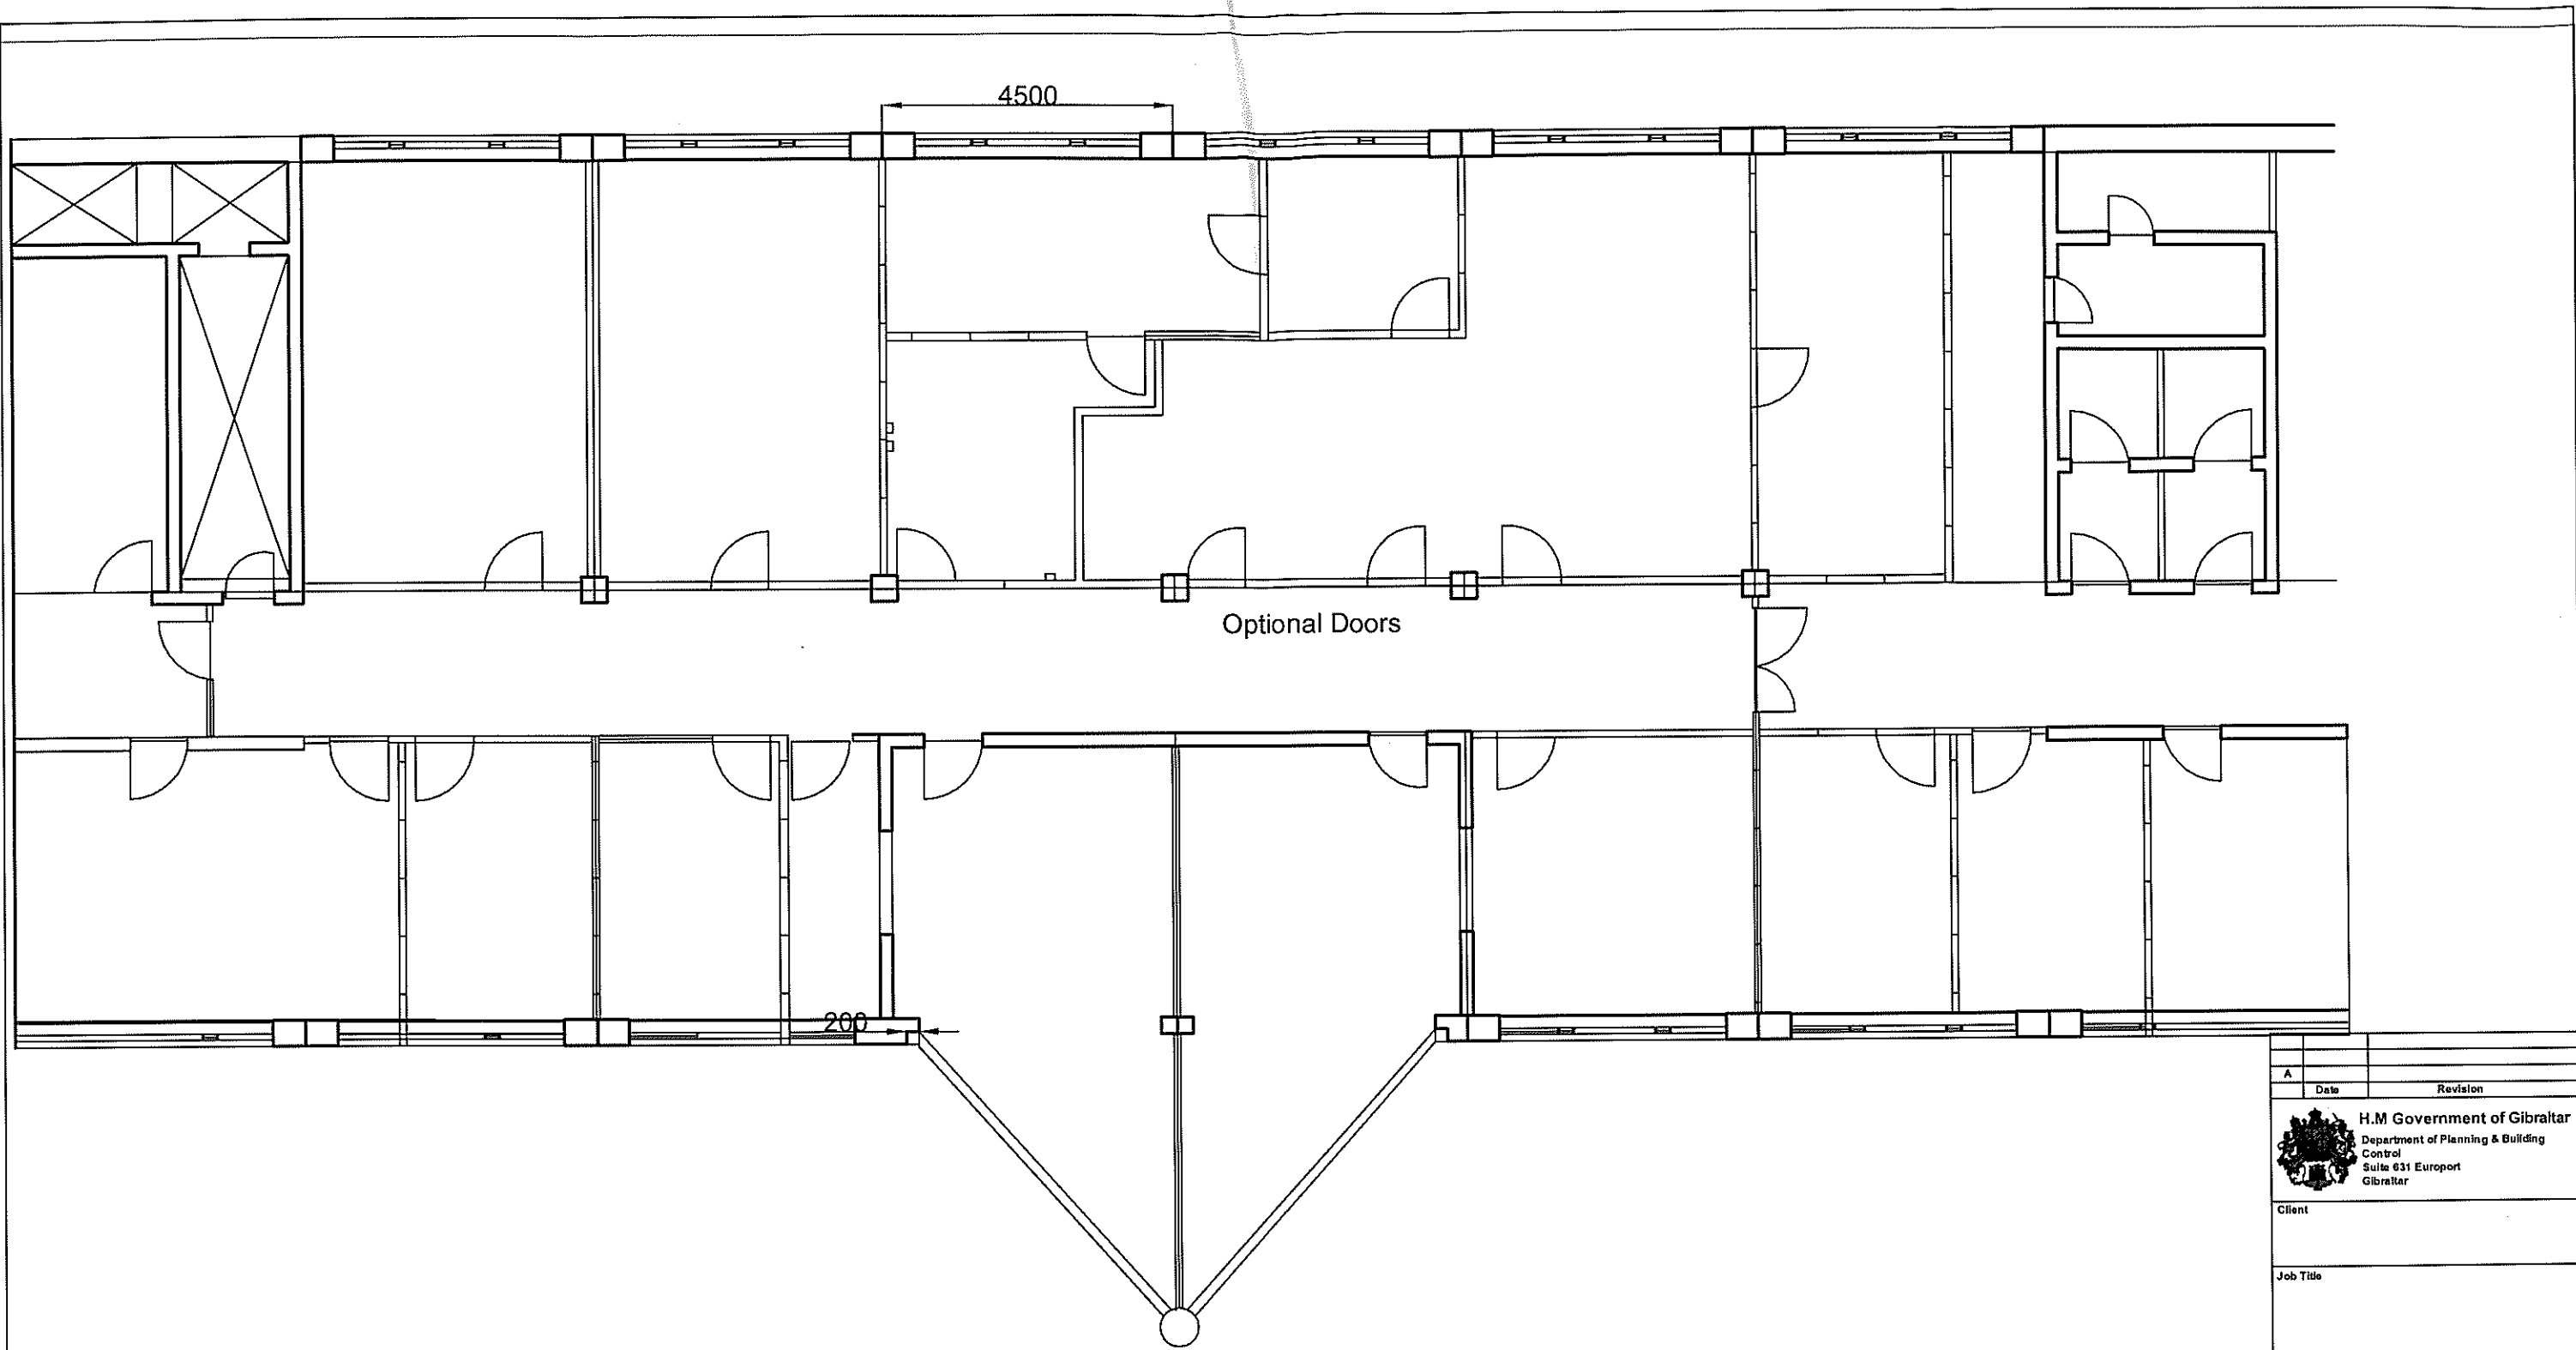 4500
Optional Doors
200
A
Date Revision
H.M Government of Gibraltar
Department of Planning & Building
Control
Suite 631 Europort
Gibraltar
Client
Job Title